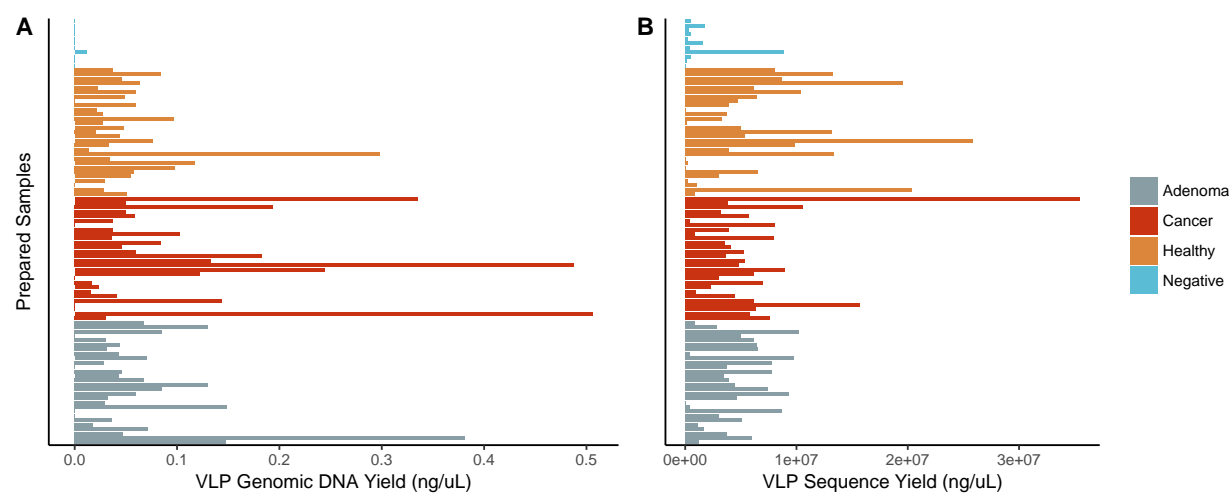 A
B
Prepared Samples
0.0
0.1
0.2
0.3
0.4
0.5
VLP Genomic DNA Yield (ng/uL)
0e+00
1e+07
2e+07
3e+07
VLP Sequence Yield (ng/uL)
Adenoma
Cancer
Healthy
Negative